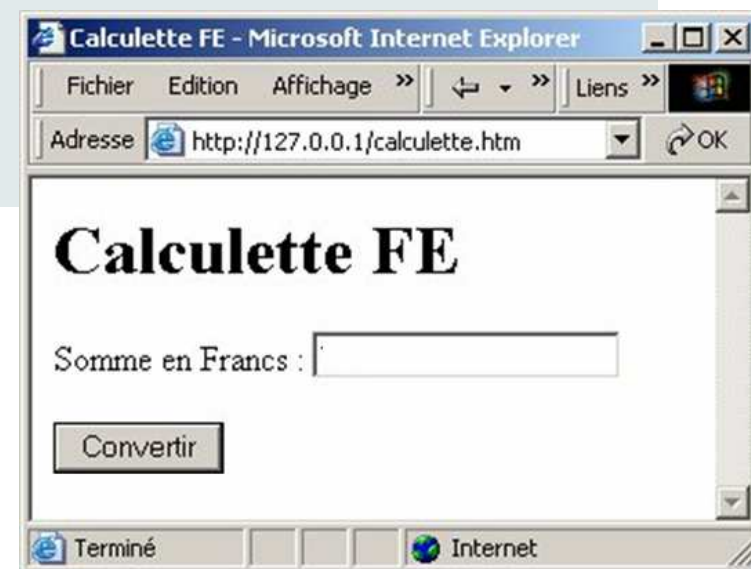 Calculette FE - Microsoft Internet Explorer
Fichier Edition Affichage » » Liens »
Adresse http://127.0.0.1/calculette.htm OK
Calculette FE
Somme en Francs :
Convertir
Terminé Internet